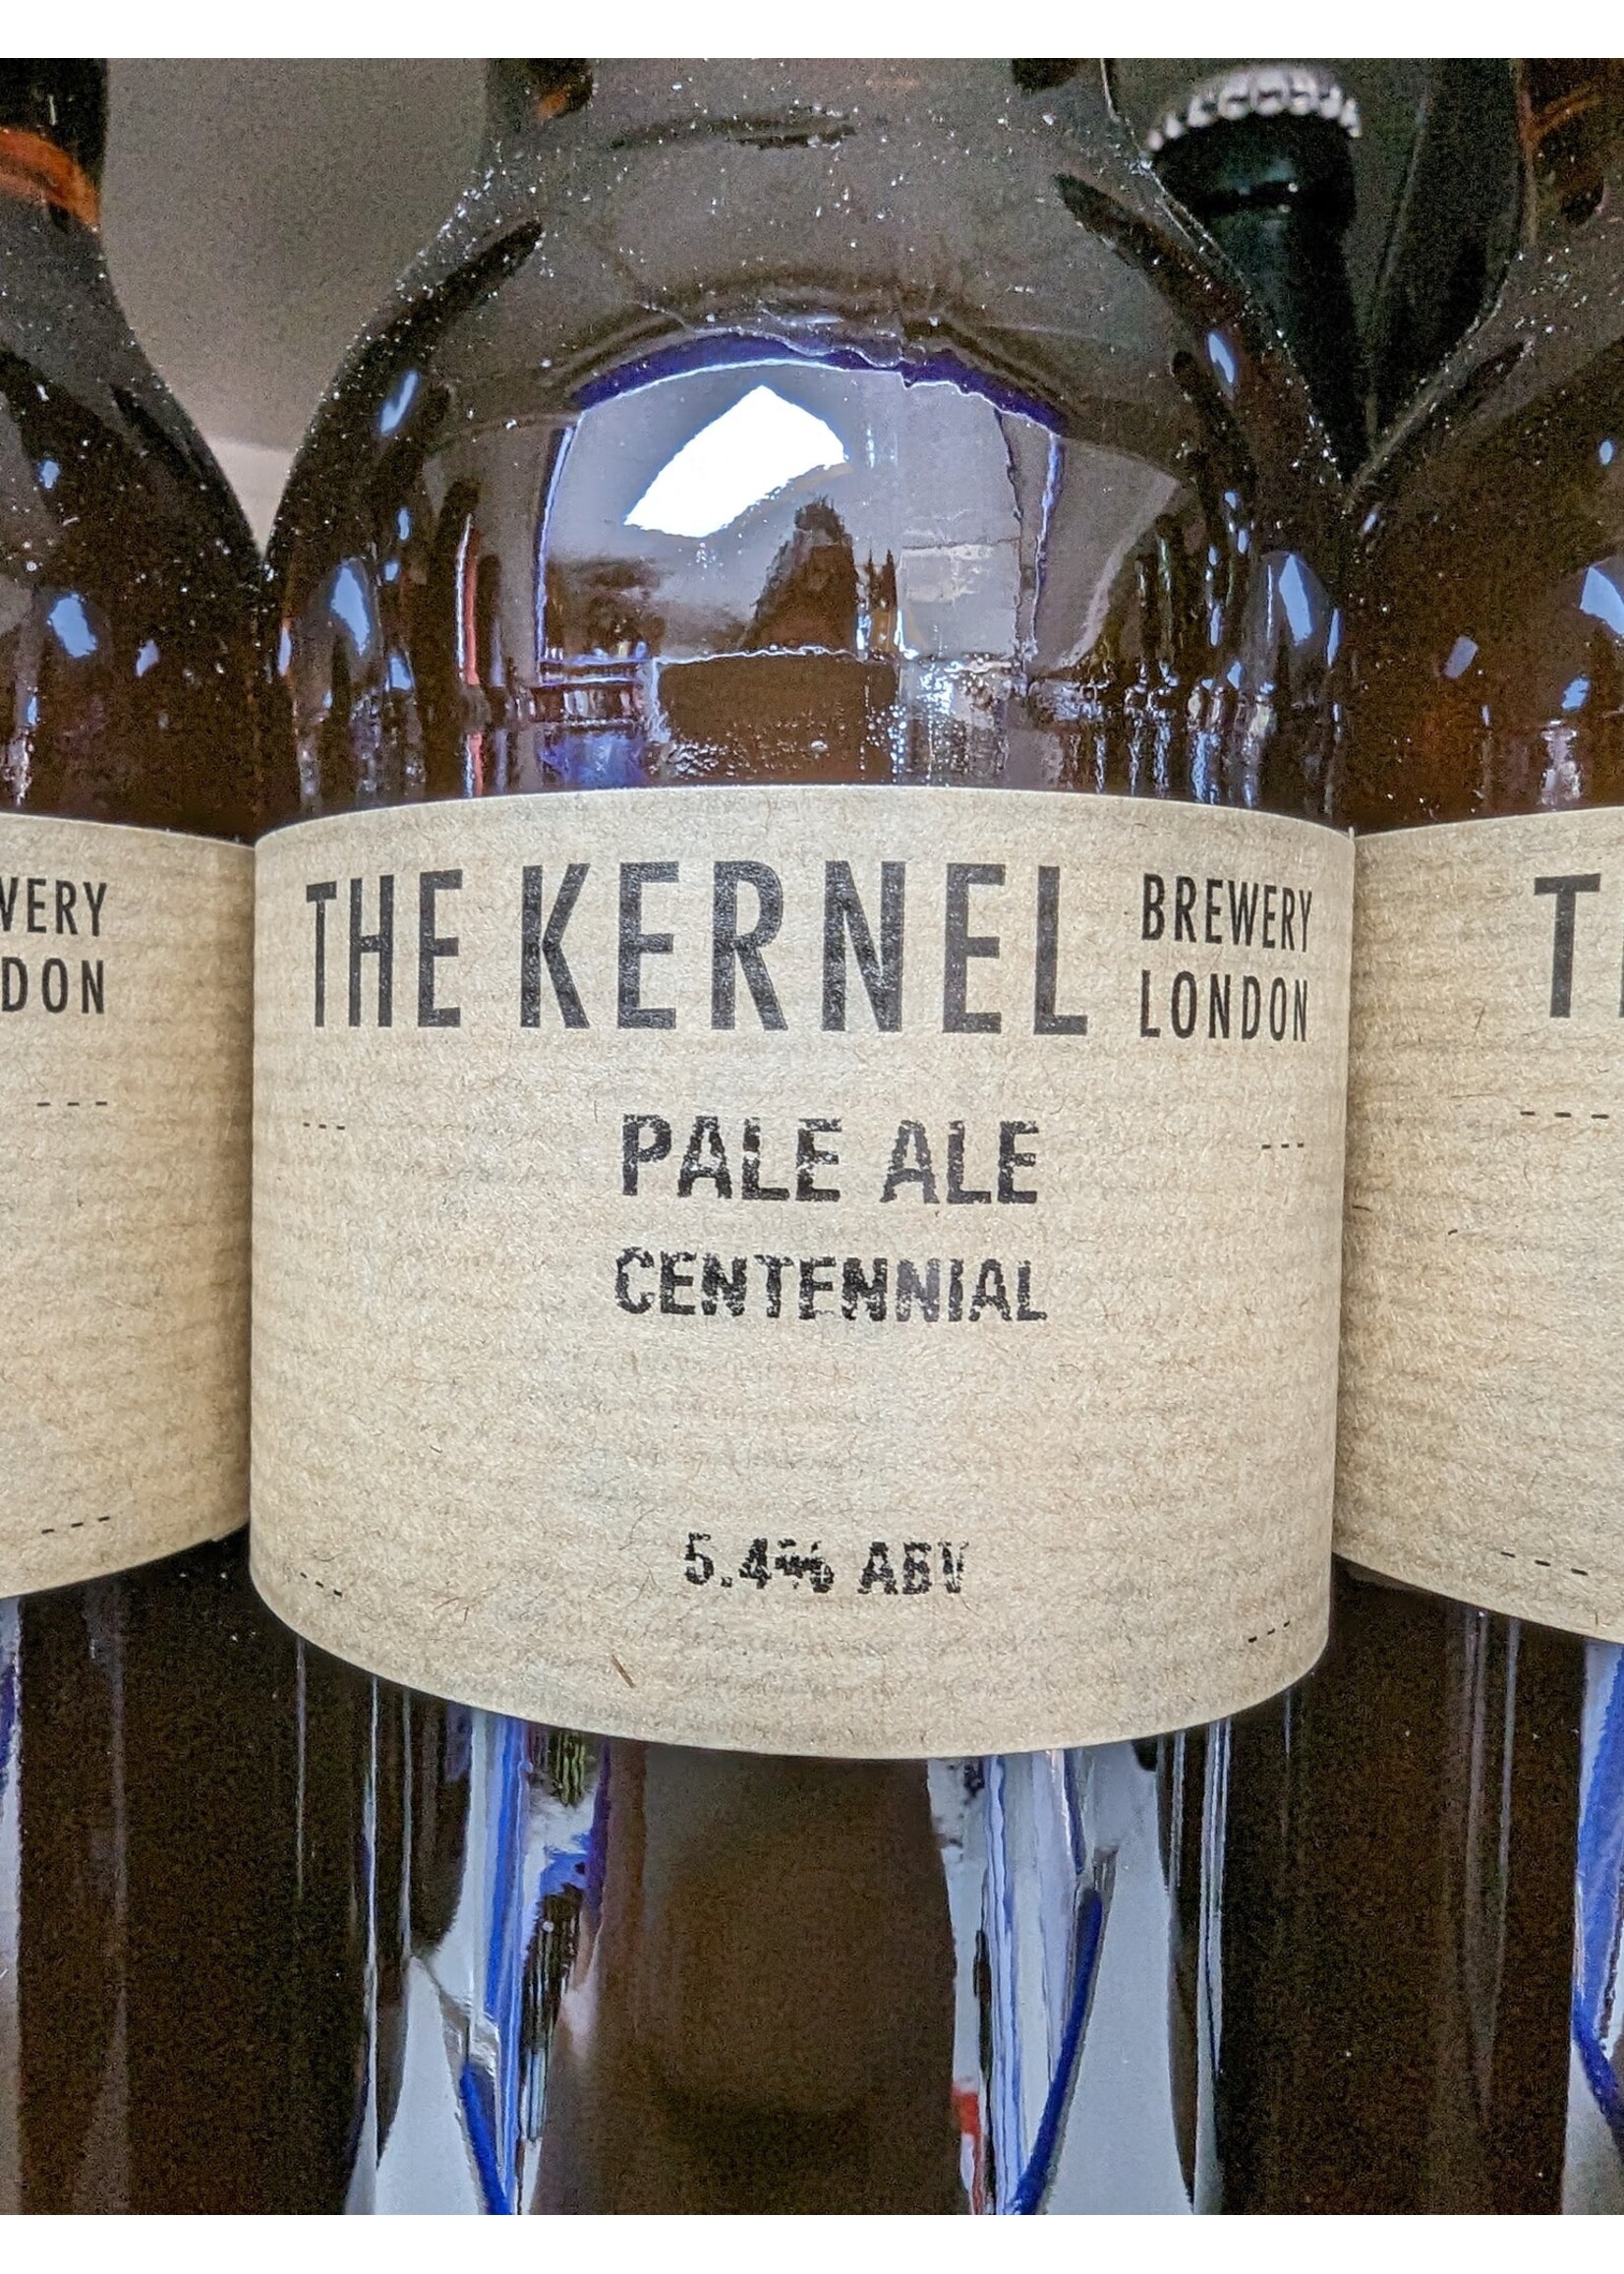 THE KERNEL BREWERY LONDON
PALE ALE
CENTENNIAL
5.4% ABV